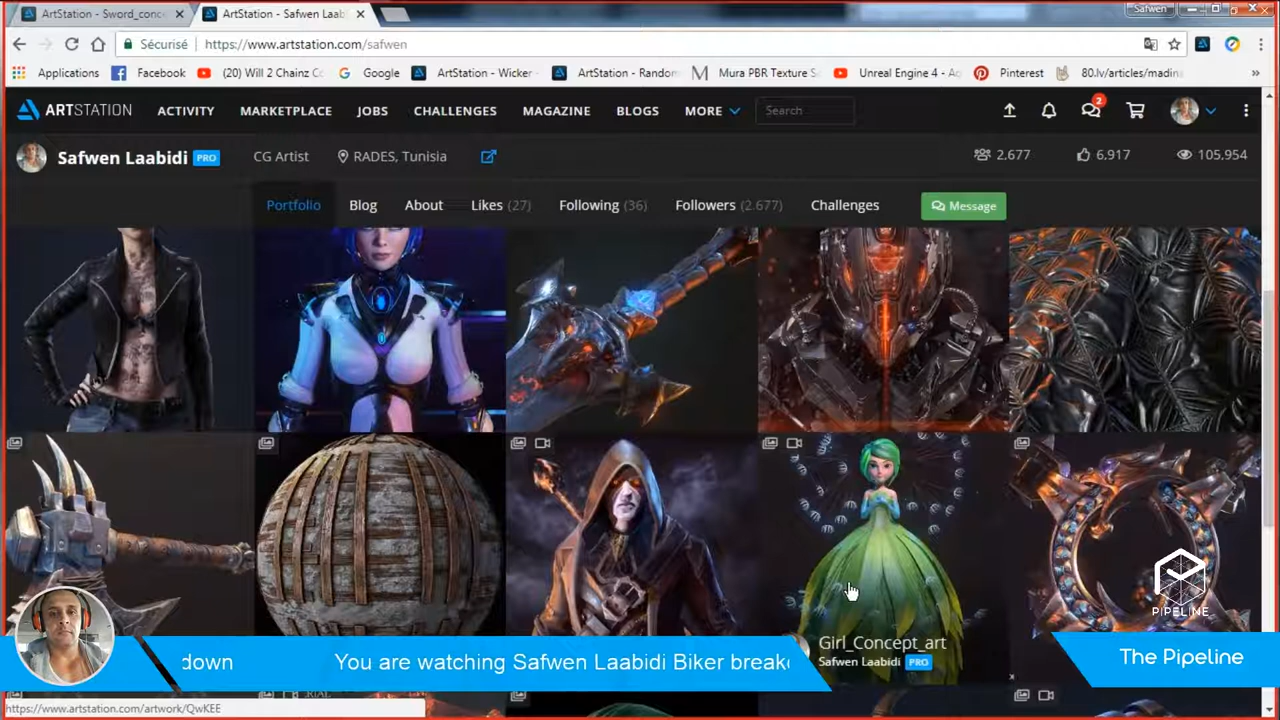 ArtStation - Sword_conce
ArtStation - Safwen Laabi
Safwen
Sécurisé
https://www.artstation.com/safwen
Applications
Facebook
(20) Will 2 Chainz C
Google
ArtStation - Wicker
ArtStation - Random
Mura PBR Texture S
Unreal Engine 4 - A
Pinterest
80.lv/articles/madina
»
ARTSTATION
ACTIVITY
MARKETPLACE
JOBS
CHALLENGES
MAGAZINE
BLOGS
MORE
Search
2
Safwen Laabidi PRO
CG Artist
RADES, Tunisia
2.677
6,917
105,954
Portfolio
Blog
About
Likes (27)
Following (36)
Followers (2.677)
Challenges
Message
PIPELINE
Girl_Concept_art
Safwen Laabidi PRO
down
You are watching Safwen Laabidi Biker break
The Pipeline
https://www.artstation.com/artwork/QwKEE